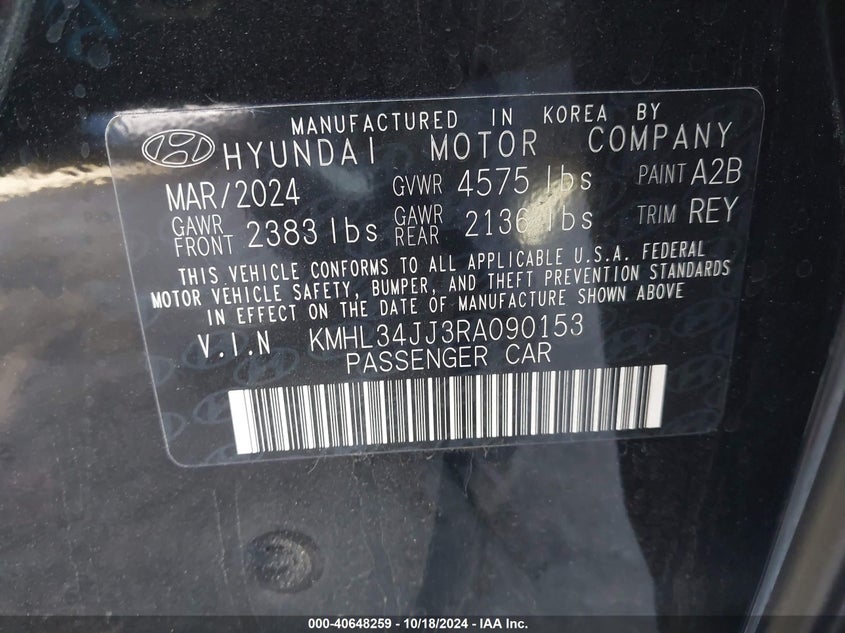 MANUFACTURED IN KOREA BY
HYUNDAI MOTOR COMPANY
MAR/2024 GVWR 4575 lbs PAINT A2B
GAWR FRONT 2383 lbs GAWR REAR 2136 lbs TRIM REY
THIS VEHICLE CONFORMS TO ALL APPLICABLE U.S.A. FEDERAL
MOTOR VEHICLE SAFETY, BUMPER, AND THEFT PREVENTION STANDARDS
IN EFFECT ON THE DATE OF MANUFACTURE SHOWN ABOVE
V.I.N KMHL34JJ3RA090153
PASSENGER CAR
000-40648259 - 10/18/2024 - IAA Inc.